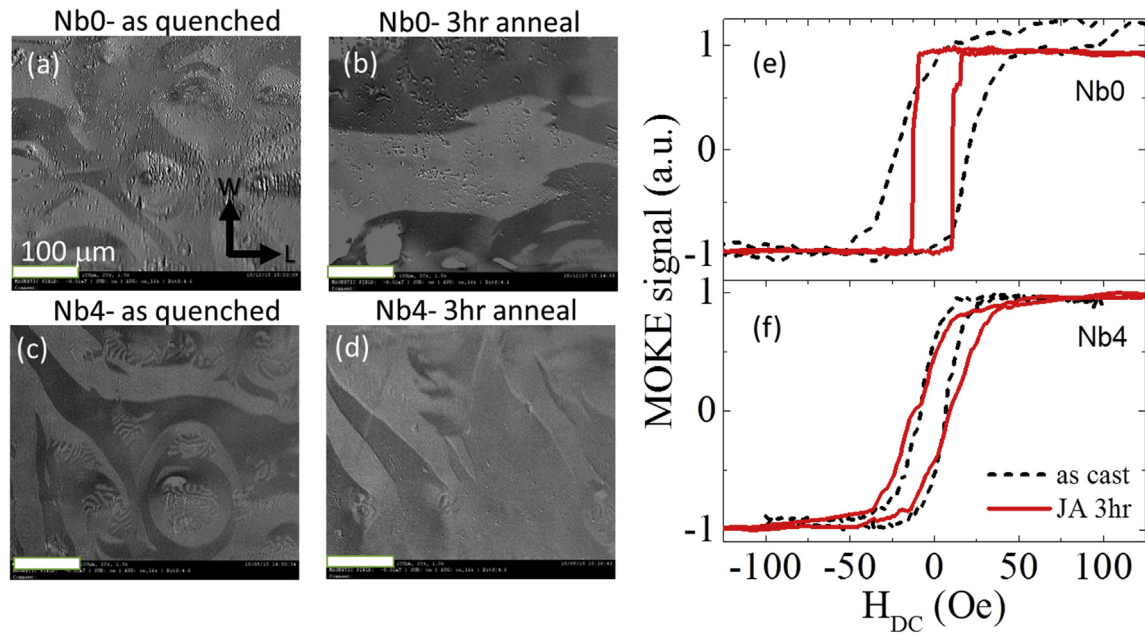 Nb0- as quenched
Nb0- 3hr anneal
(a)
(b)
W
L
100 μm
Nb4- as quenched
Nb4- 3hr anneal
(c)
(d)
(e)
Nb0
1
0
-1
(f)
Nb4
1
0
-1
as cast
JA 3hr
MOKE signal (a.u.)
-100 -50 0 50 100
H_DC (Oe)